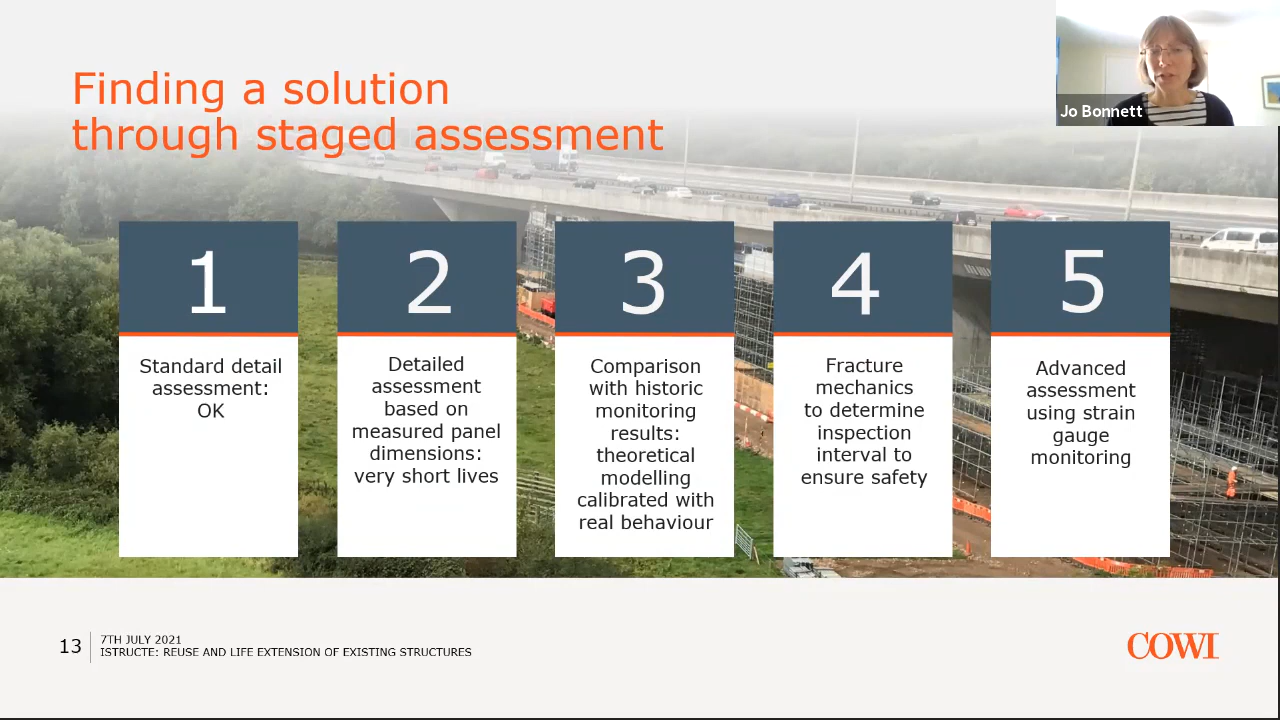 Finding a solution
through staged assessment
Jo Bonnett
1
Standard detail
assessment:
OK
2
Detailed
assessment
based on
measured panel
dimensions:
very short lives
3
Comparison
with historic
monitoring
results:
theoretical
modelling
calibrated with
real behaviour
4
Fracture
mechanics
to determine
inspection
interval to
ensure safety
5
Advanced
assessment
using strain
gauge
monitoring
13
7TH JULY 2021
ISTRUCTE: REUSE AND LIFE EXTENSION OF EXISTING STRUCTURES
COWI